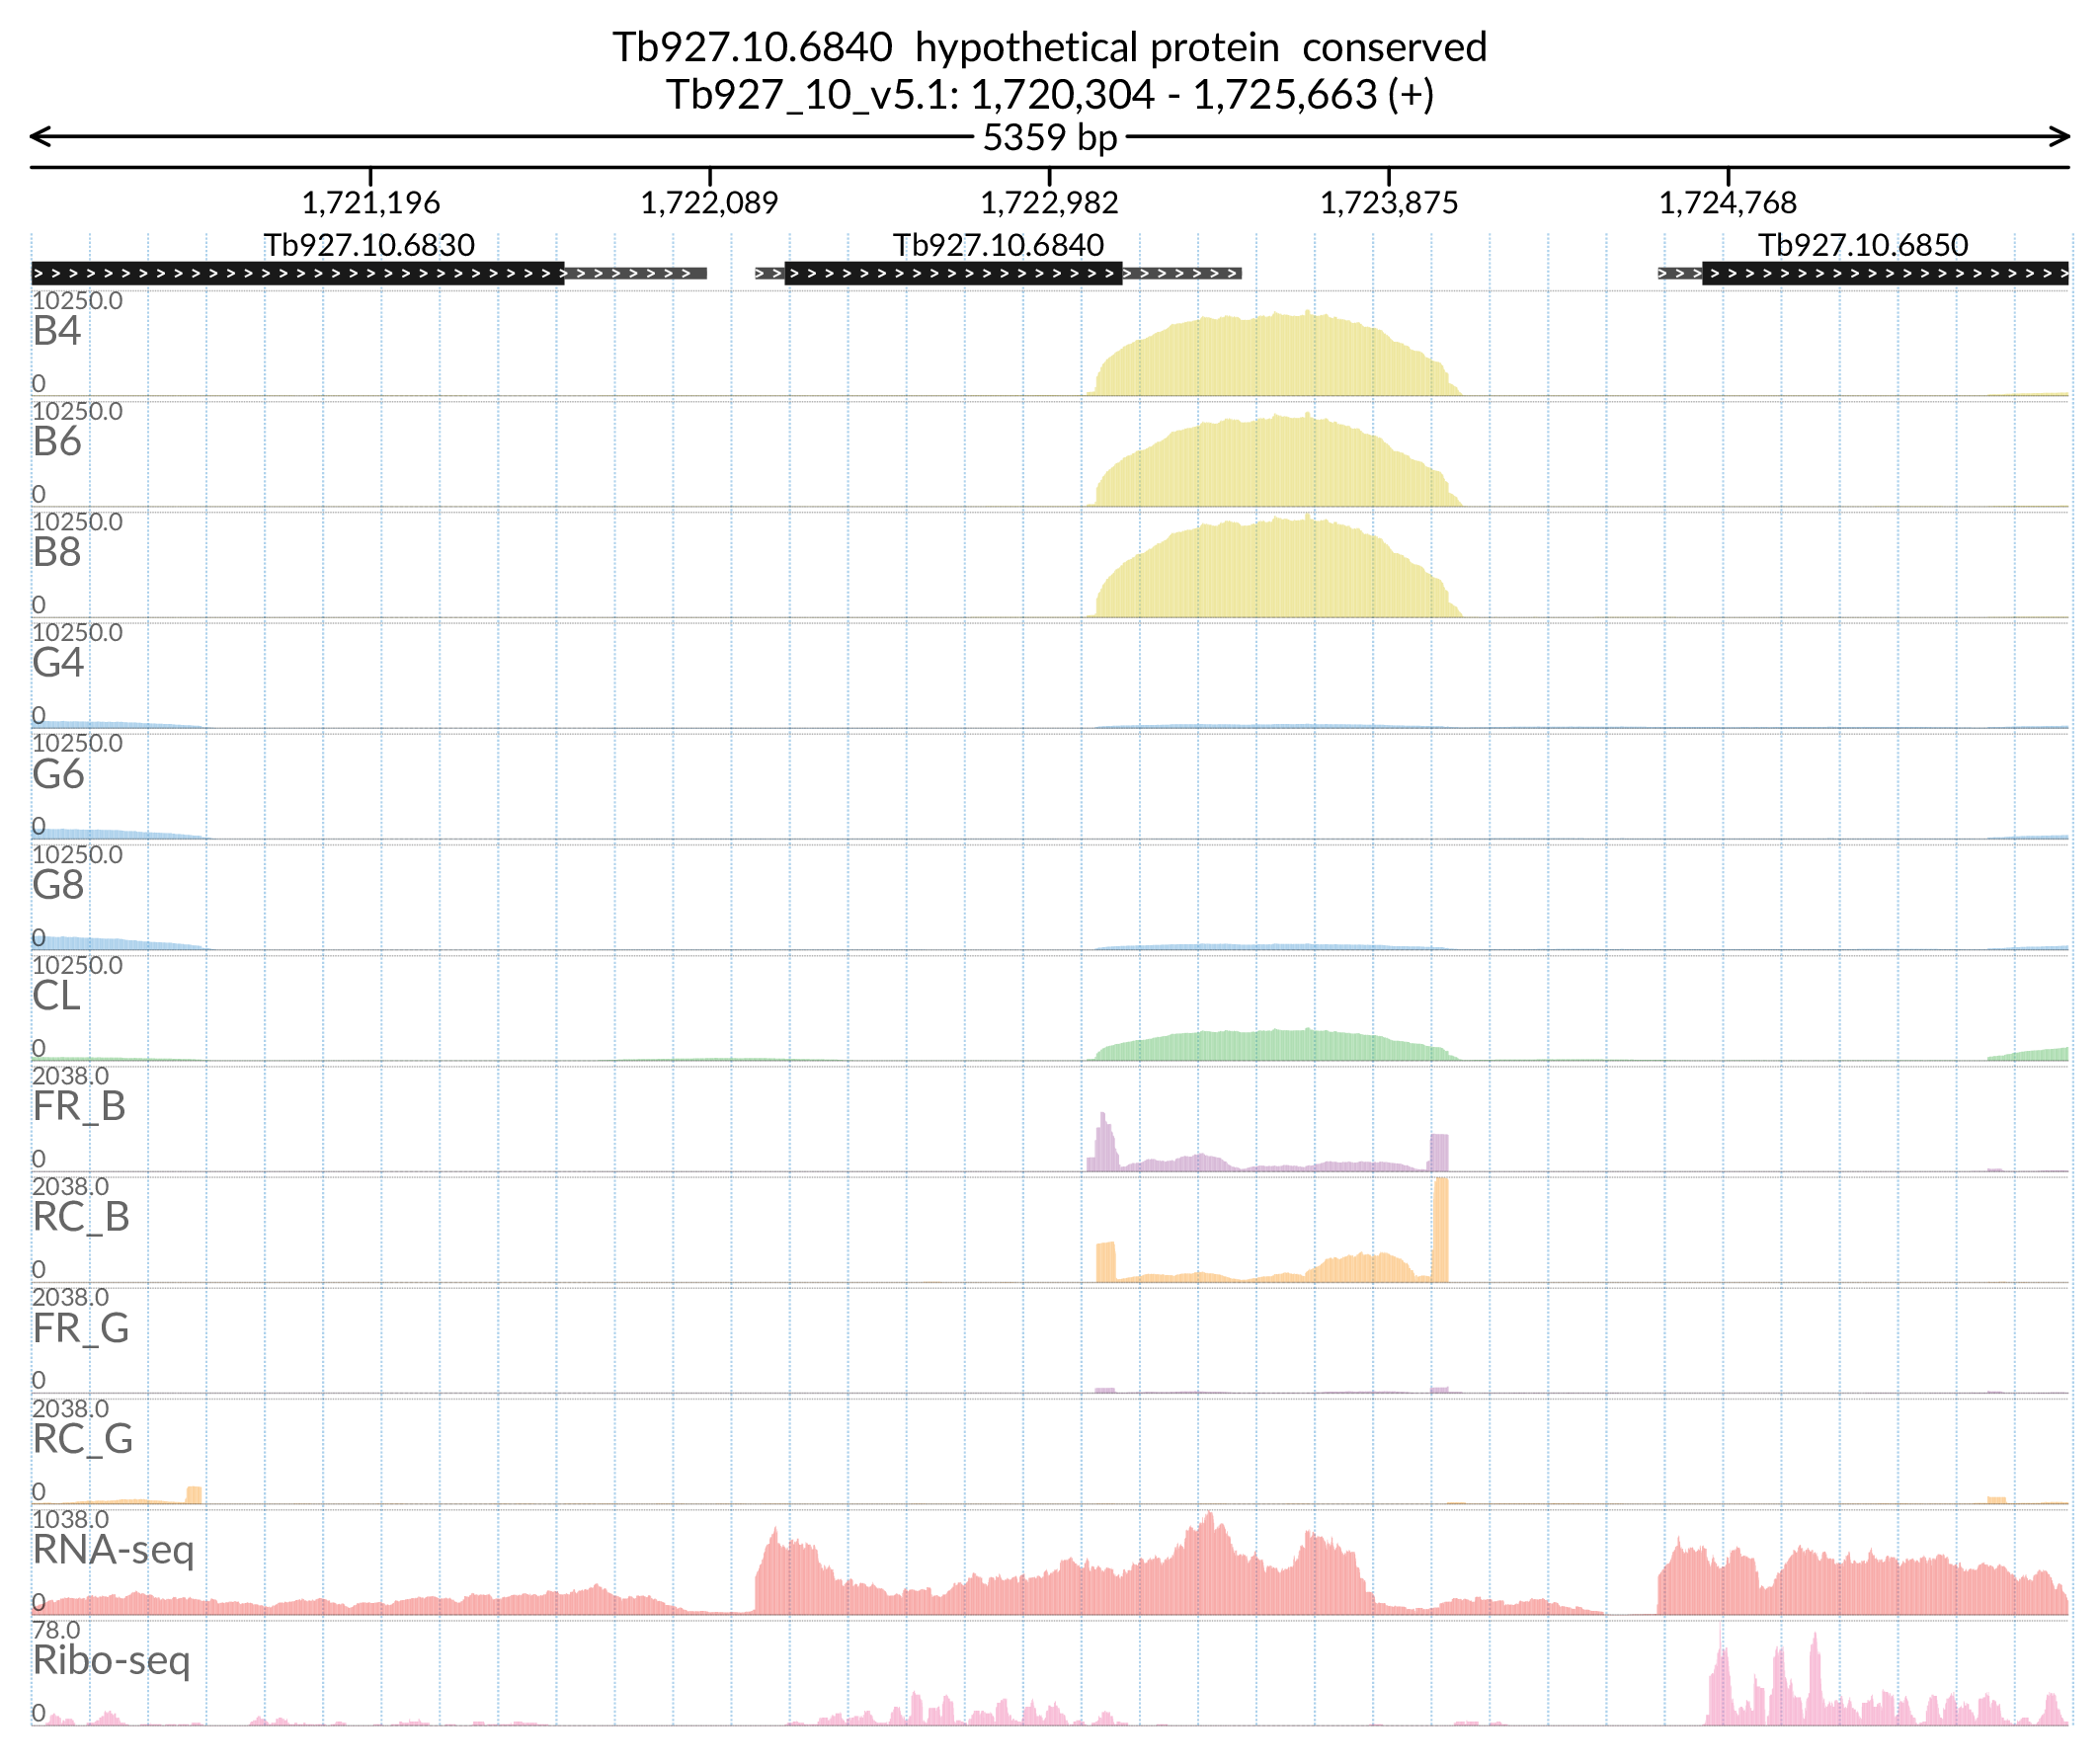 Tb927.10.6840  hypothetical protein  conserved
Tb927_10_v5.1: 1,720,304 - 1,725,663 (+)
5359 bp
1,721,196 1,722,089 1,722,982 1,723,875 1,724,768
Tb927.10.6830 Tb927.10.6840 Tb927.10.6850
10250.0
B4
0
10250.0
B6
0
10250.0
B8
0
10250.0
G4
0
10250.0
G6
0
10250.0
G8
0
10250.0
CL
0
2038.0
FR_B
0
2038.0
RC_B
0
2038.0
FR_G
0
2038.0
RC_G
0
1038.0
RNA-seq
0
78.0
Ribo-seq
0